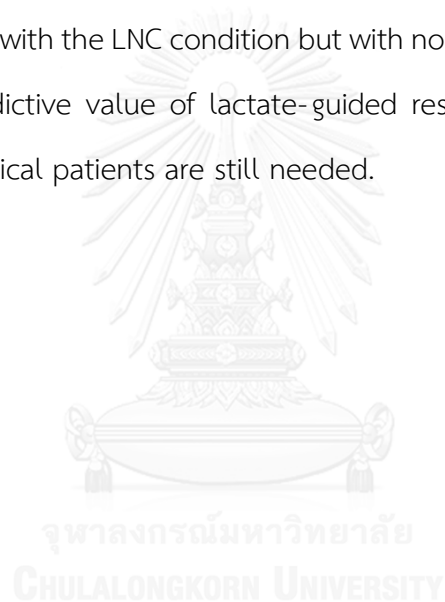 with the LNC condition but with no
dictive value of lactate-guided res
ical patients are still needed.
จุฬาลงกรณ์มหาวิทยาลัย
CHULALONGKORN UNIVERSITY